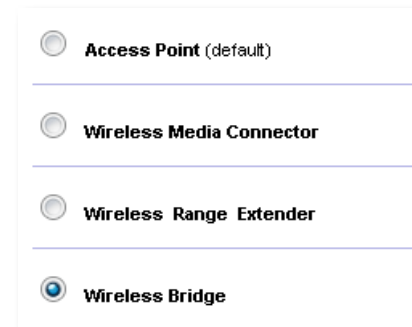 Access Point (default)
Wireless Media Connector
Wireless Range Extender
Wireless Bridge